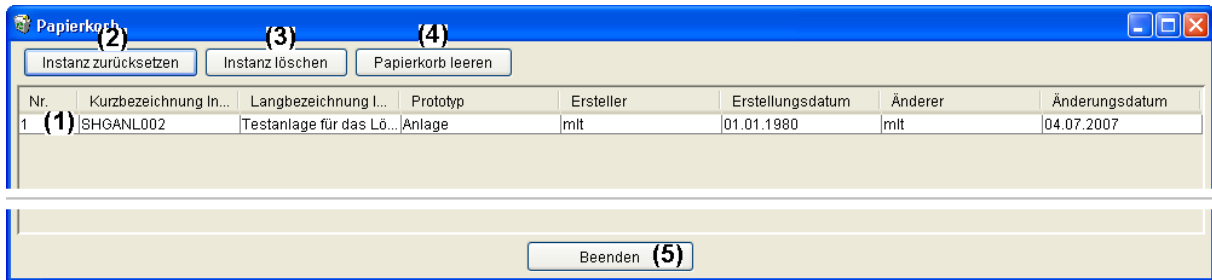 Papierkorb
(2) (3) (4)
Instanz zurücksetzen Instanz löschen Papierkorb leeren
Nr. Kurzbezeichnung In... Langbezeichnung I... Prototyp Ersteller Erstellungsdatum Änderer Änderungsdatum
1 (1) SHGANL002 Testanlage für das Lö... Anlage mlt 01.01.1980 mlt 04.07.2007
Beenden (5)